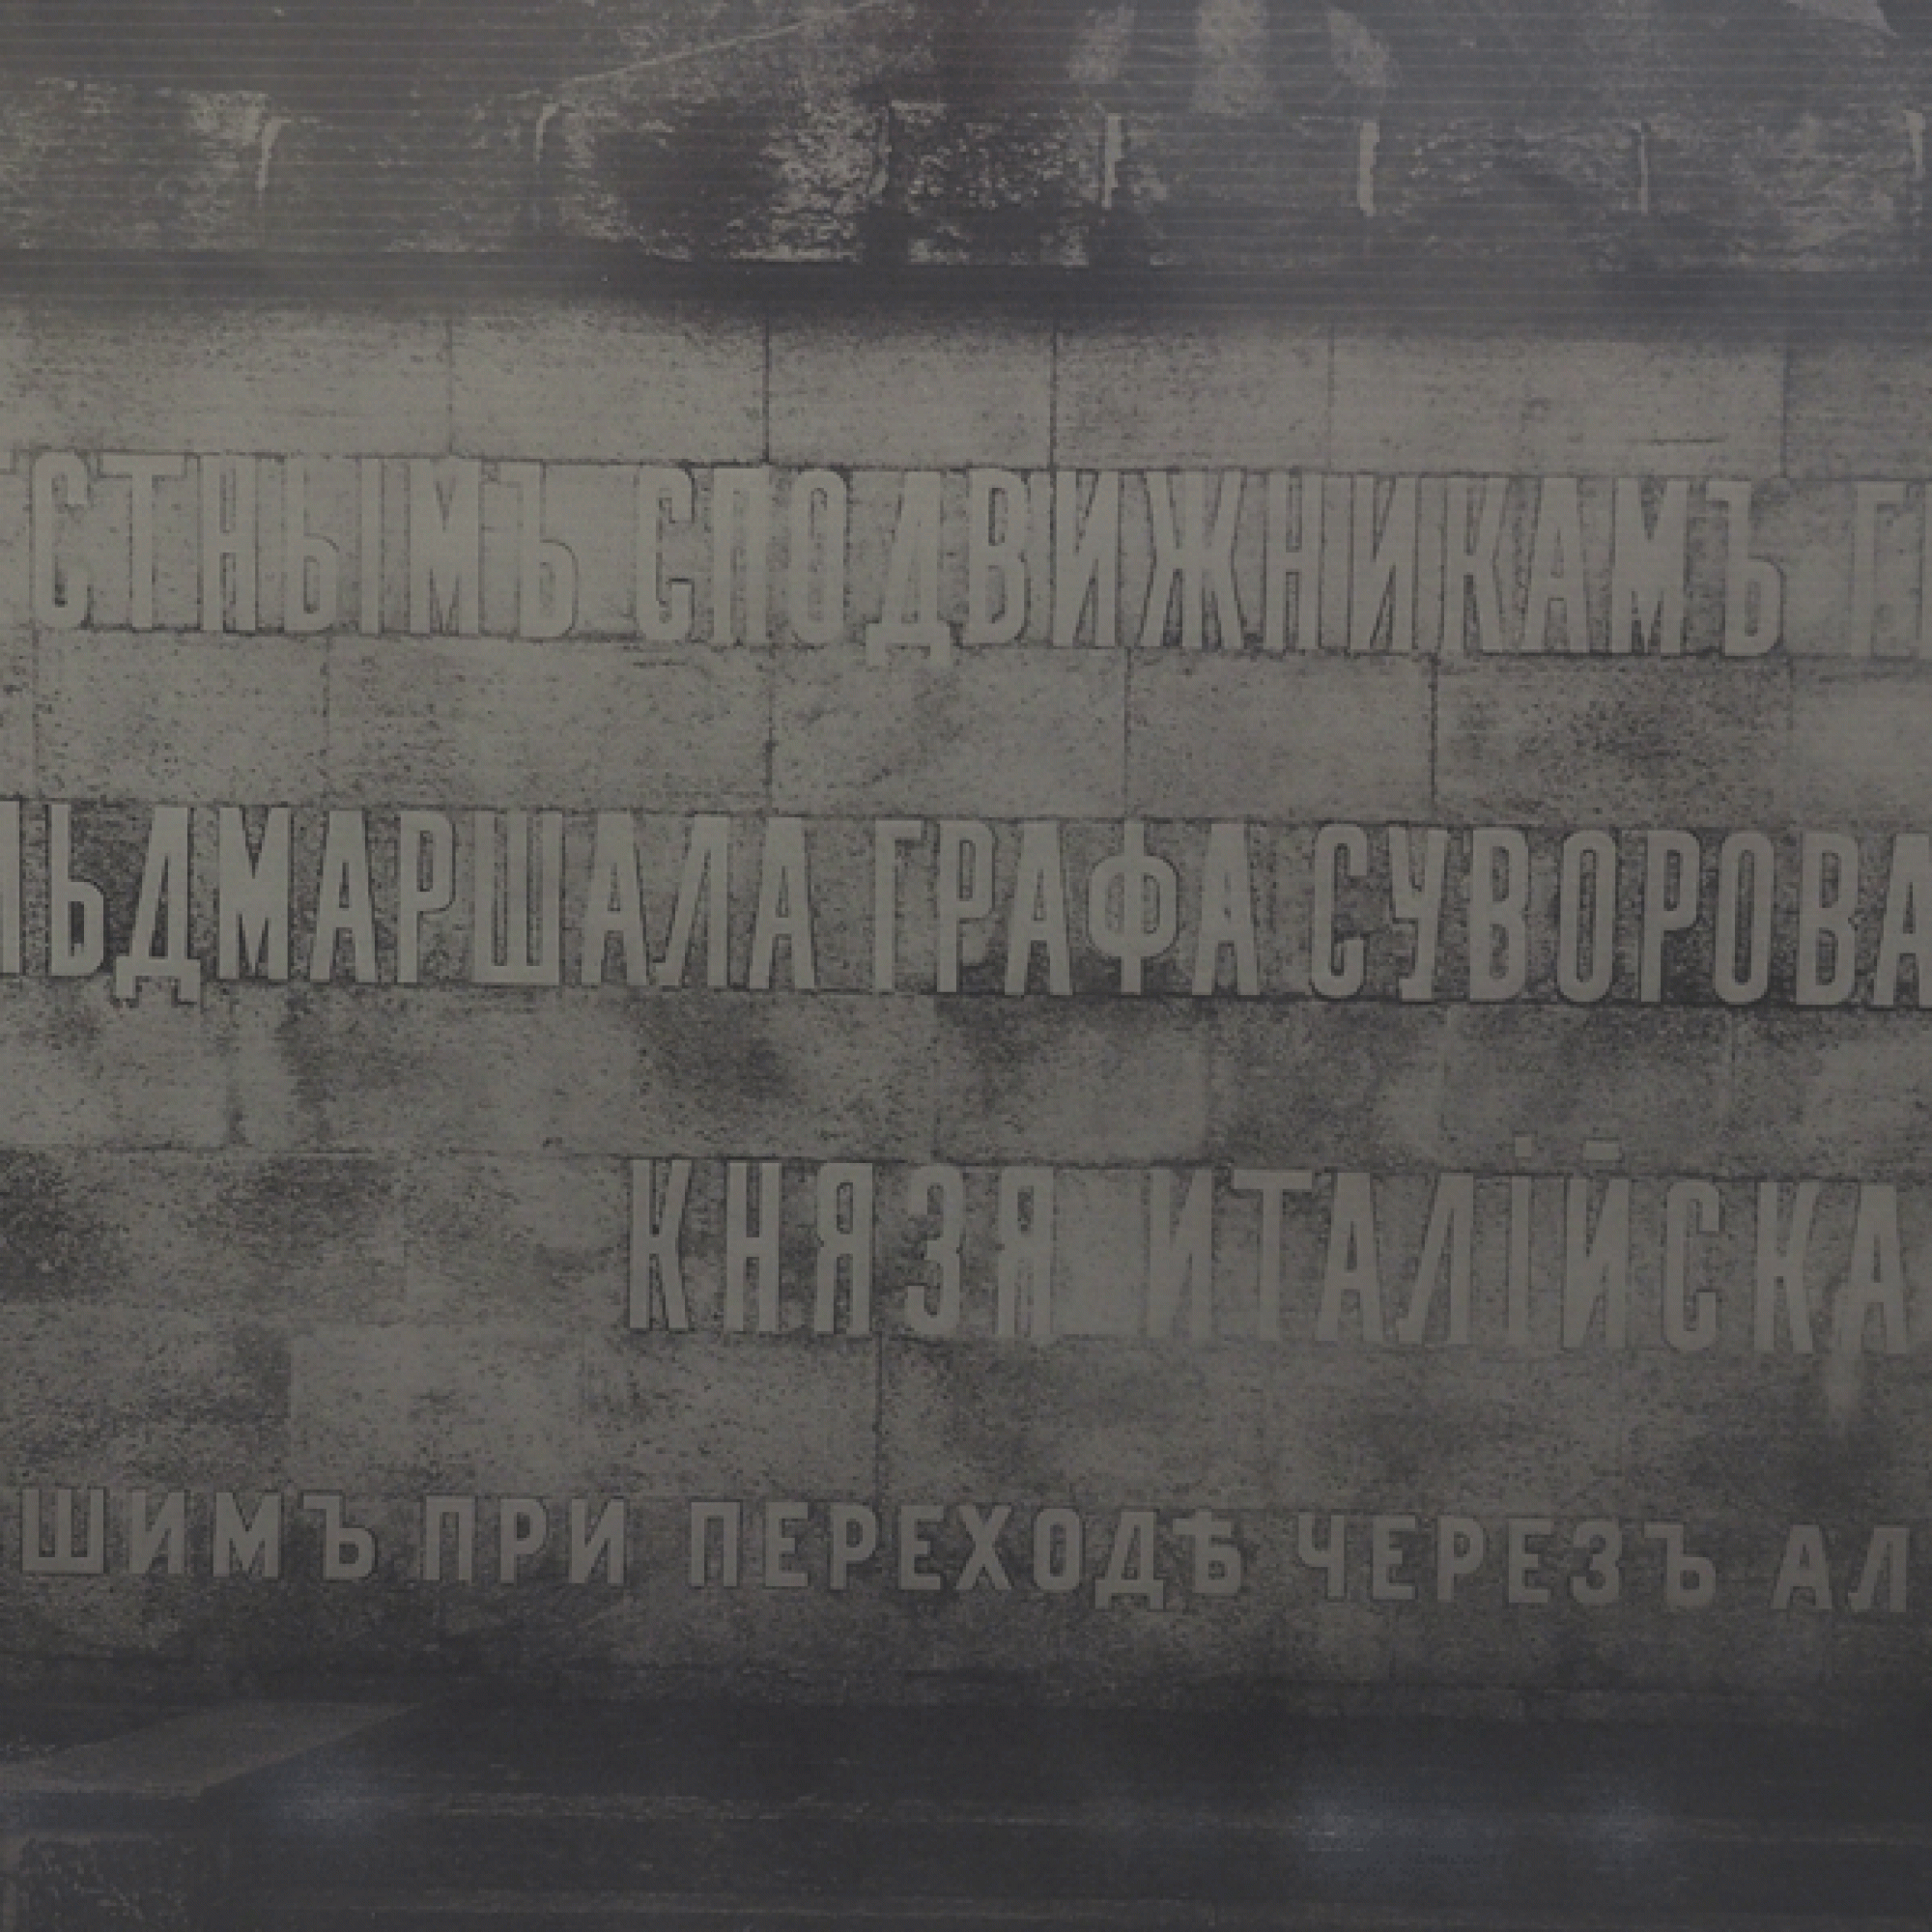 СТНЫМЪ СПОДВИЖНИКАМЪ Г
ЛЬДМАРШАЛА ГРАФА СУВОРОВА
КНЯЗЯ ИТАЛІЙСКА
ШИМЪ ПРИ ПЕРЕХОДѢ ЧЕРЕЗЪ АЛ